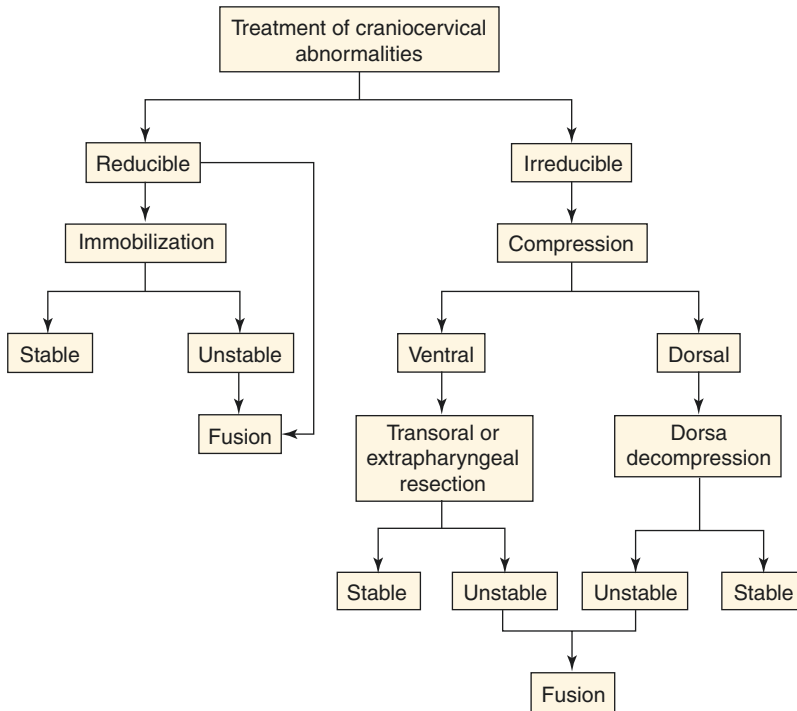 Treatment of craniocervical
abnormalities
Reducible
Irreducible
Immobilization
Compression
Stable
Unstable
Ventral
Dorsal
Fusion
Transoral or
extrapharyngeal
resection
Dorsa
decompression
Stable
Unstable
Unstable
Stable
Fusion